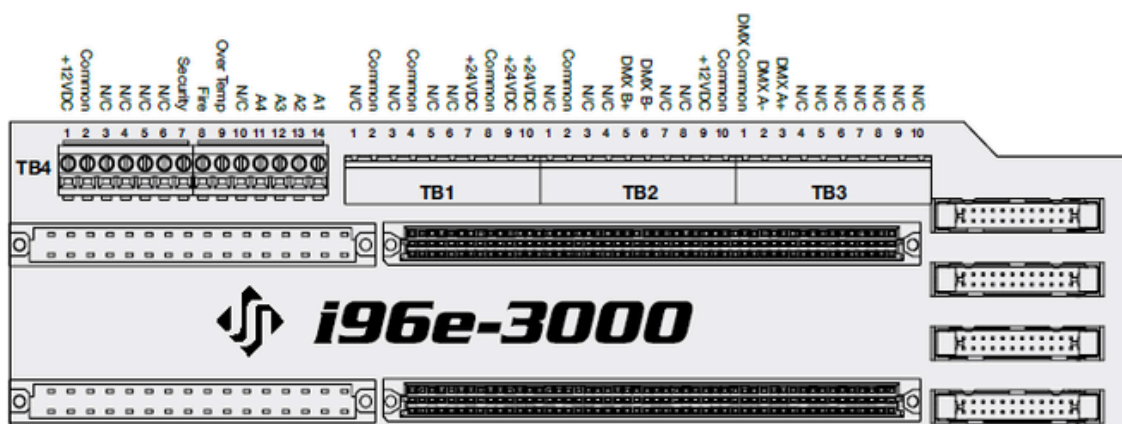 +12VDC
Common
N/C
N/C
N/C
N/C
Security
Fire
Over Temp
N/C
A4
A3
A2
A1
N/C
Common
N/C
Common
N/C
N/C
+24VDC
Common
+24VDC
+24VDC
N/C
Common
N/C
N/C
DMX B+
DMX B-
N/C
N/C
+12VDC
Common
DMX Common
DMX A-
DMX A+
N/C
N/C
N/C
N/C
N/C
N/C
N/C
1 2 3 4 5 6 7 8 9 10 11 12 13 14
1 2 3 4 5 6 7 8 9 10 1 2 3 4 5 6 7 8 9 10 1 2 3 4 5 6 7 8 9 10
TB4
TB1 TB2 TB3
i96e-3000